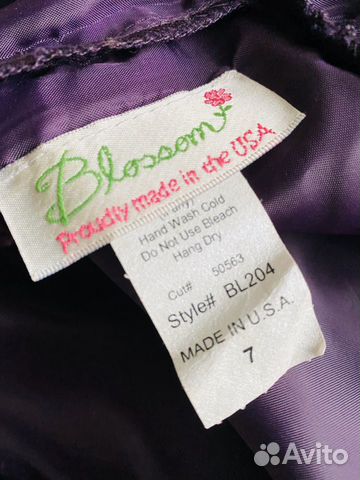 Blossom
Proudly made in the USA
Hand Wash Cold
Do Not Use Bleach
Hang Dry
Cut# 50563
Style# BL204
MADE IN U.S.A.
7
Avito